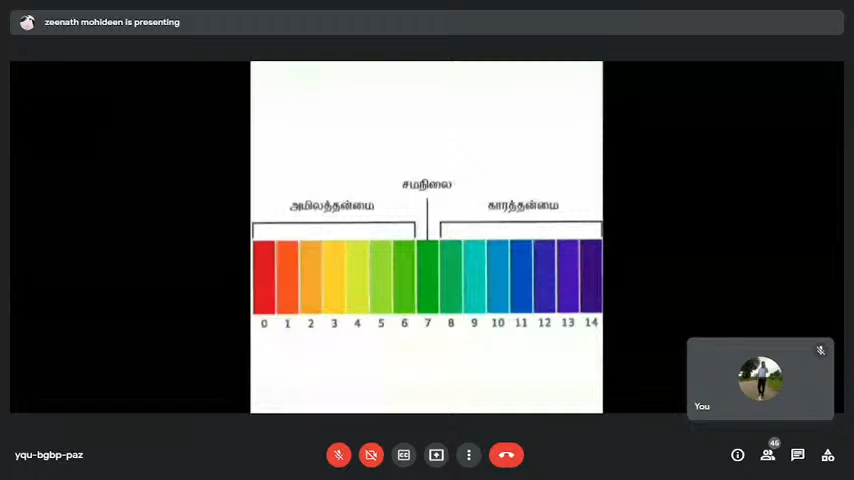 zeenath mohideen is presenting
சமநிலை
அமிலத்தன்மை காரத்தன்மை
0 1 2 3 4 5 6 7 8 9 10 11 12 13 14
You
yqu-bgbp-paz
46